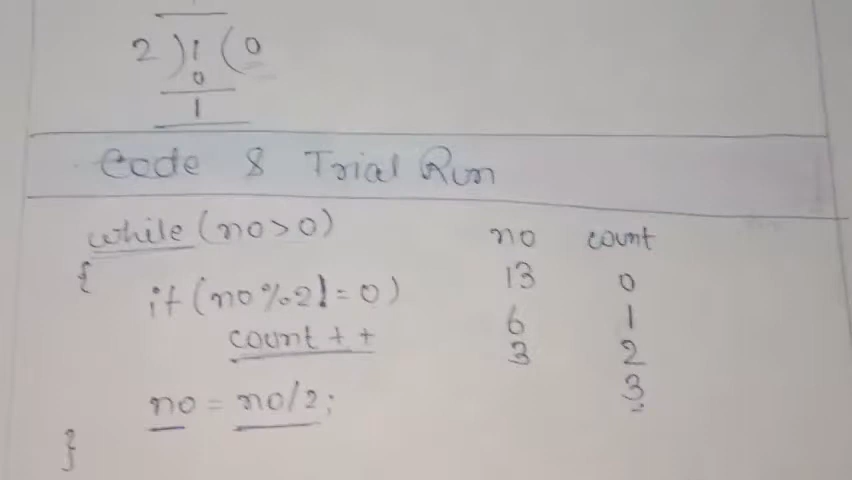 2 ) 1 ( 0
0
1
Code & Trial Run
while (no>0)
{
if (no%2!=0)
count++
no = no/2;
}
no count
13 0
6 1
3 2
3